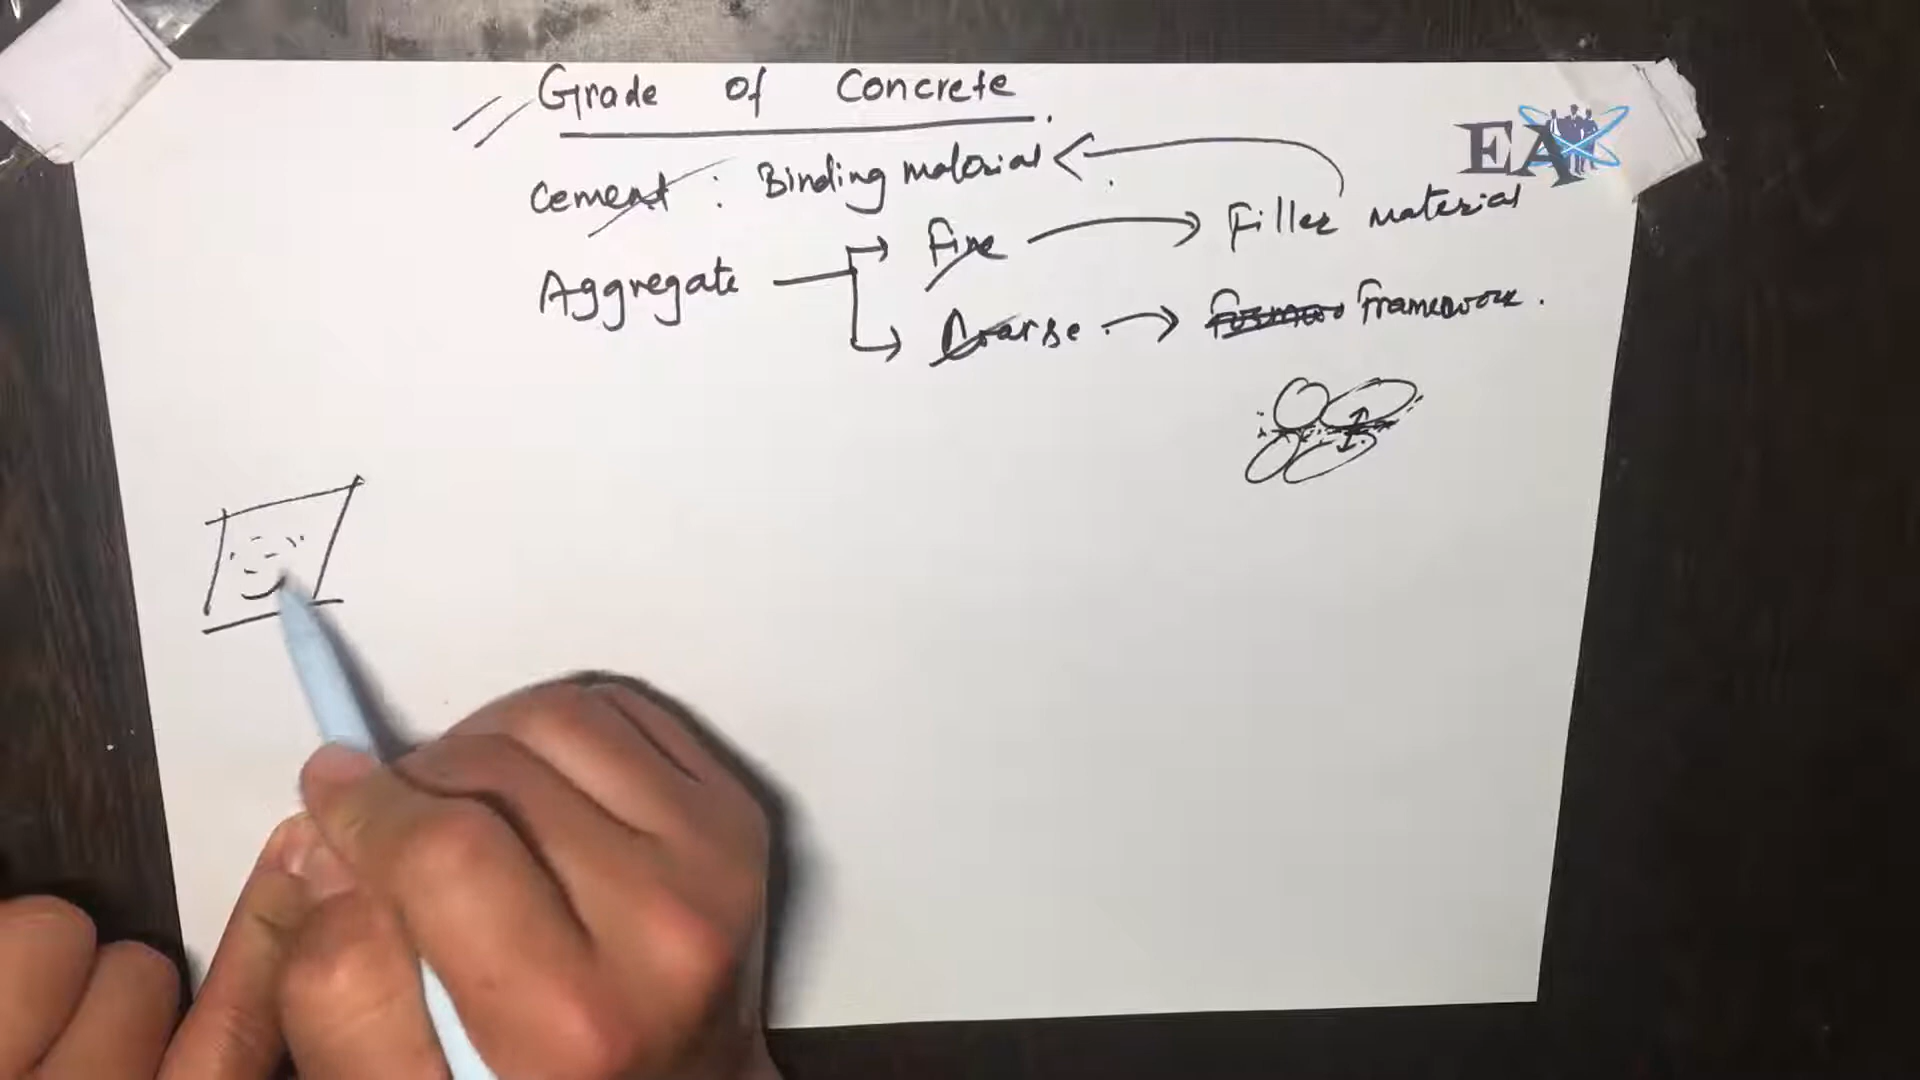 Grade of Concrete.
EA
Cement : Binding material
Fine Filler material
Aggregate
Coarse. Framework.